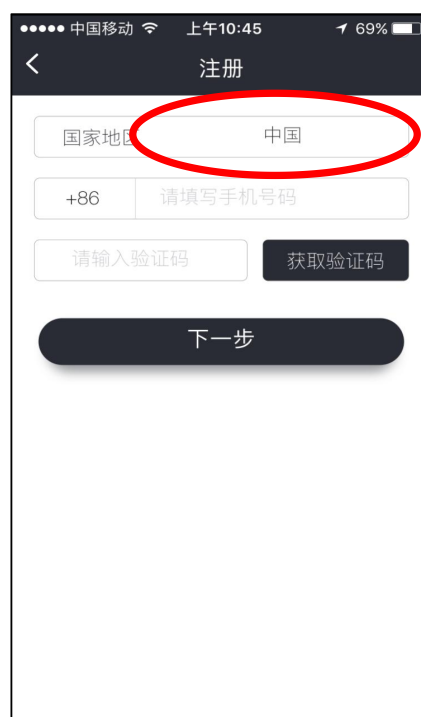 中国移动 上午10:45 69%
注册
国家地区 中国
+86 请填写手机号码
请输入验证码 获取验证码
下一步